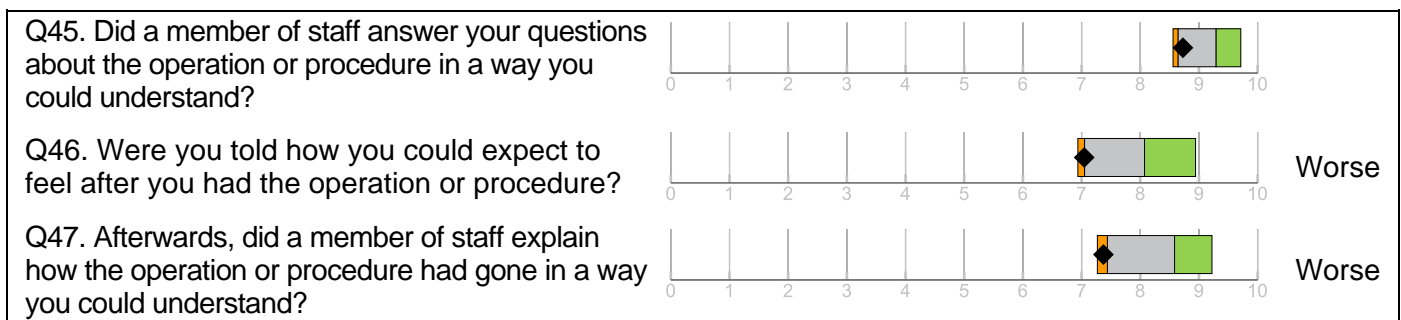 Q45. Did a member of staff answer your questions
about the operation or procedure in a way you
could understand?
0 1 2 3 4 5 6 7 8 9 10
Q46. Were you told how you could expect to
feel after you had the operation or procedure?
0 1 2 3 4 5 6 7 8 9 10
Worse
Q47. Afterwards, did a member of staff explain
how the operation or procedure had gone in a way
you could understand?
0 1 2 3 4 5 6 7 8 9 10
Worse